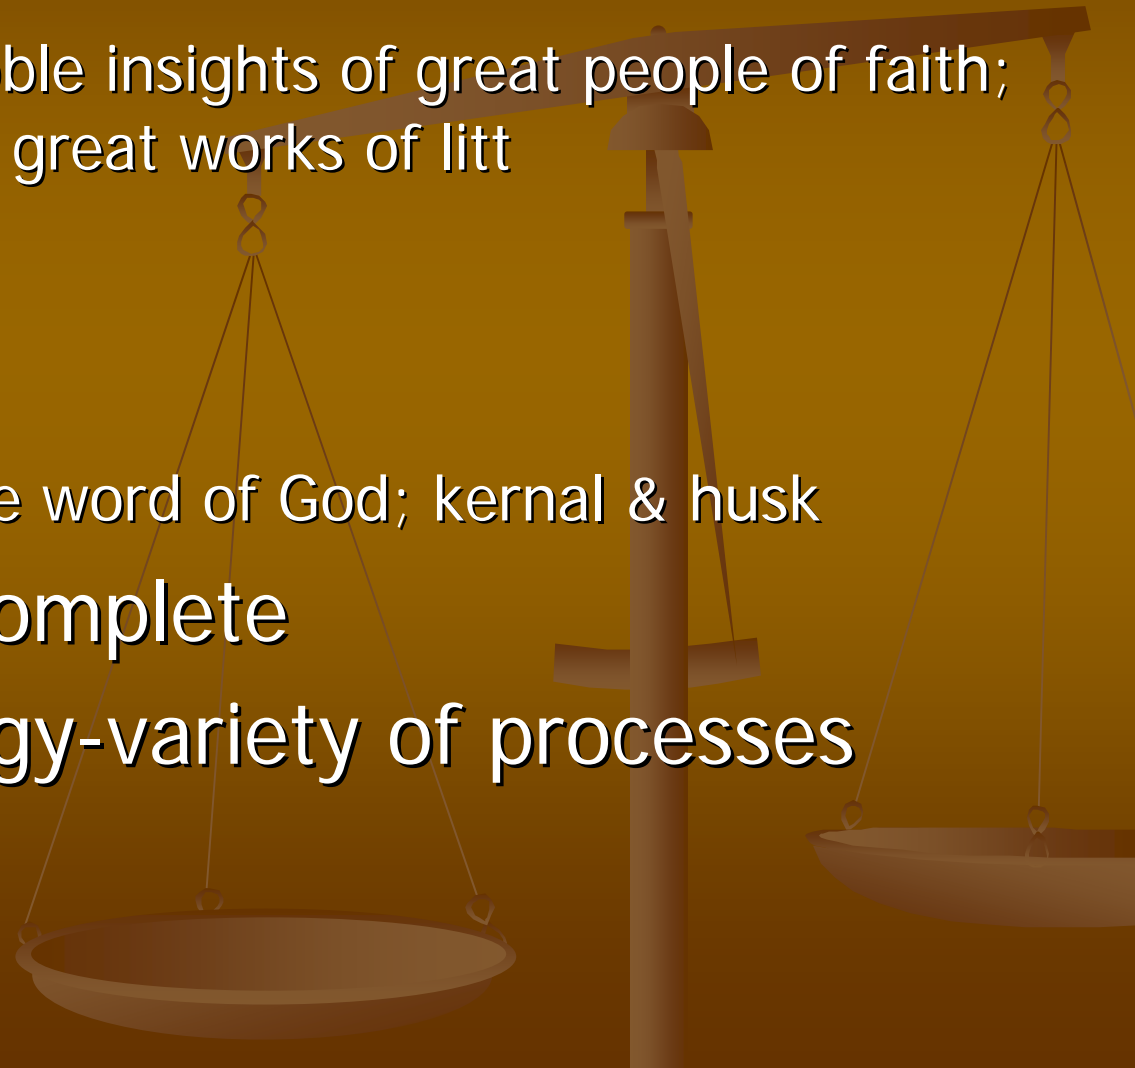 ble insights of great people of faith;
great works of litt
e word of God; kernal & husk
omplete
gy-variety of processes